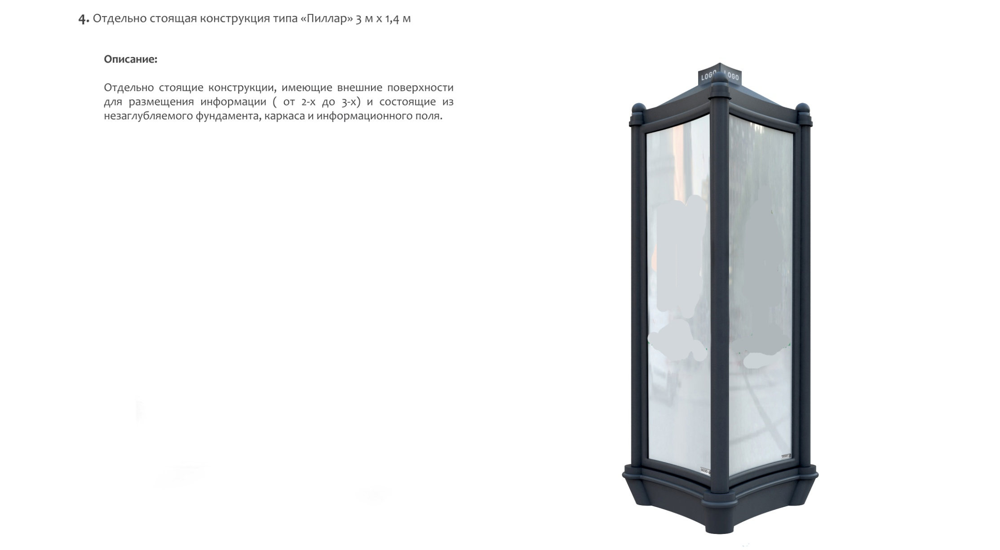 4. Отдельно стоящая конструкция типа «Пиллар» 3 м х 1,4 м
Описание:
Отдельно стоящие конструкции, имеющие внешние поверхности
для размещения информации ( от 2-х до 3-х) и состоящие из
незаглубляемого фундамента, каркаса и информационного поля.
LOGO LOGO